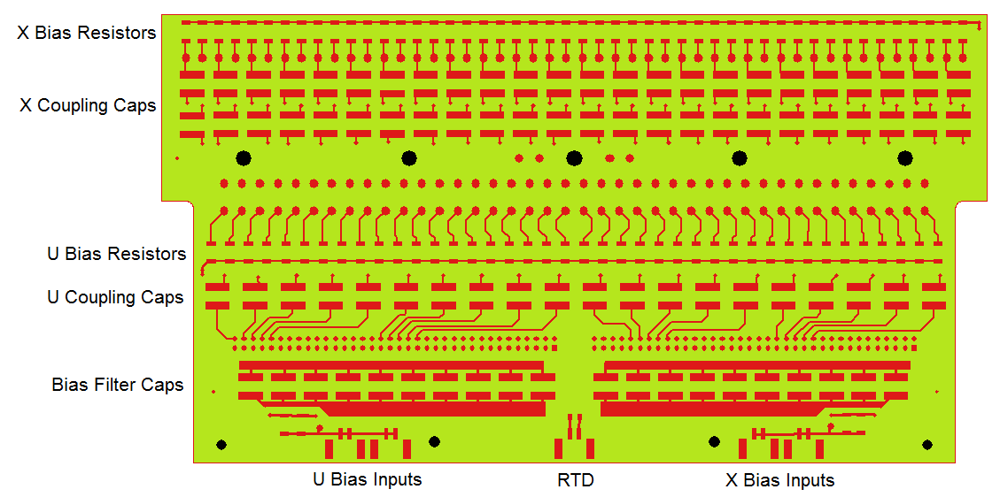 X Bias Resistors
X Coupling Caps
U Bias Resistors
U Coupling Caps
Bias Filter Caps
U Bias Inputs
RTD
X Bias Inputs